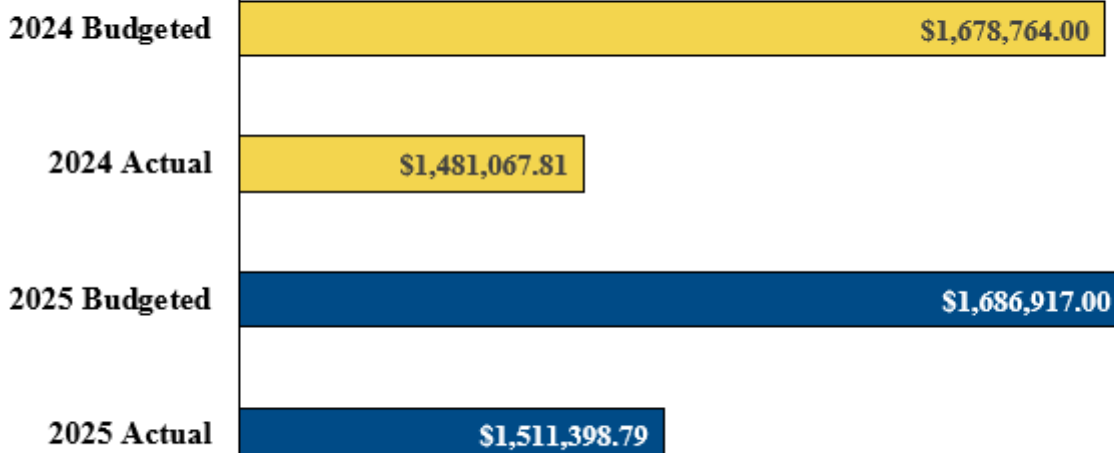 2024 Budgeted $1,678,764.00
2024 Actual $1,481,067.81
2025 Budgeted $1,686,917.00
2025 Actual $1,511,398.79